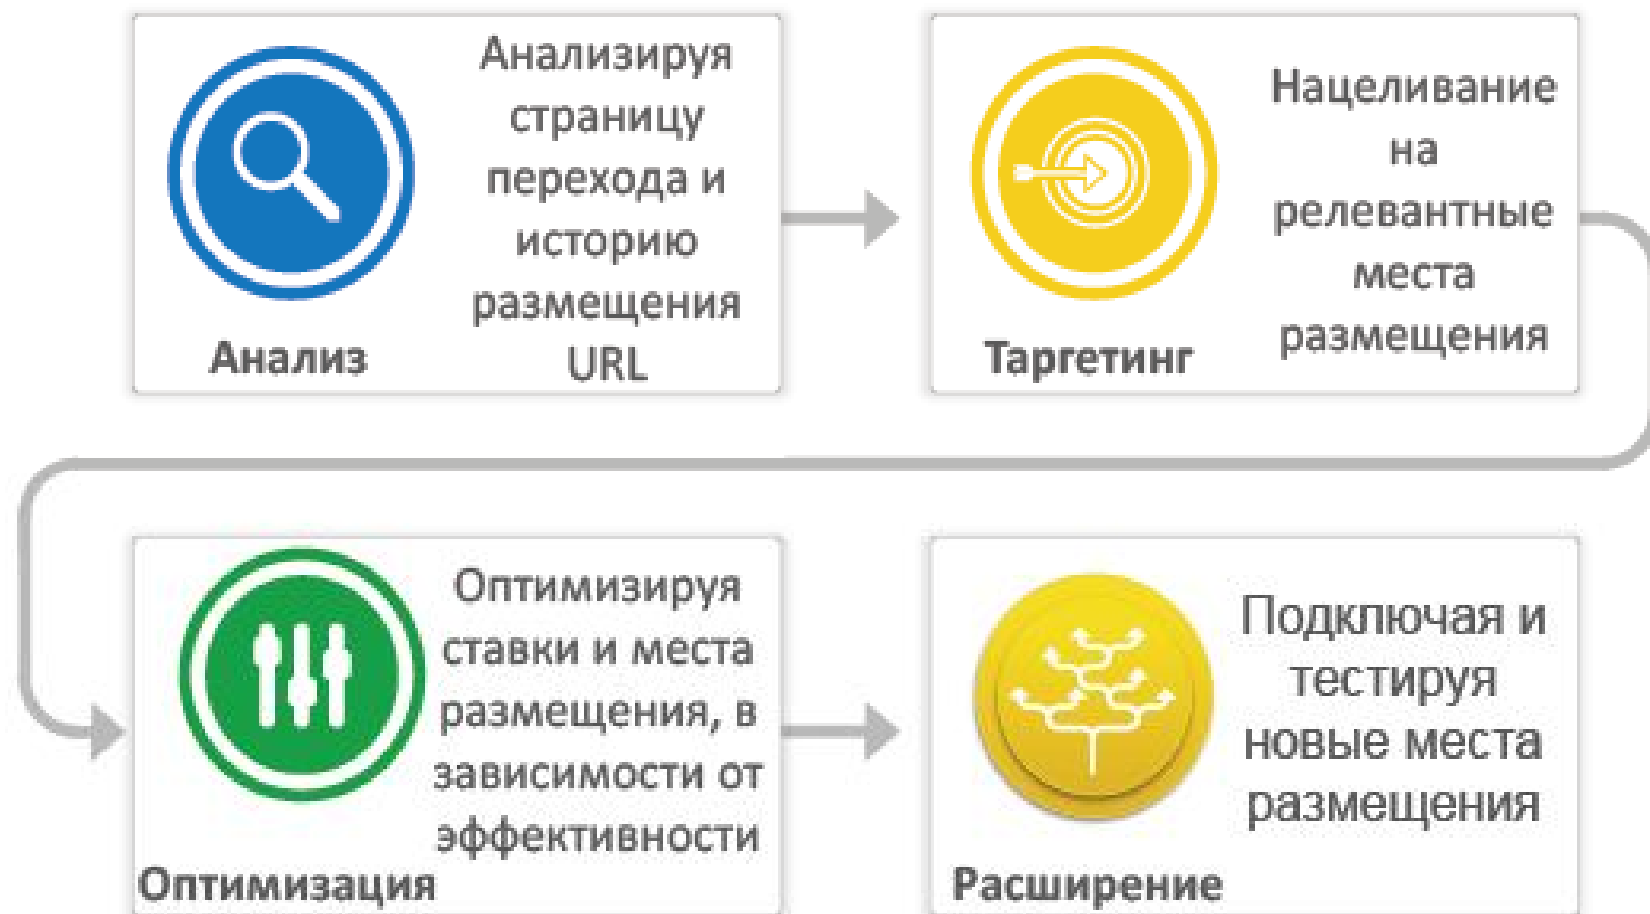 Анализируя
страницу
перехода и
историю
размещения
URL
Анализ
Нацеливание
на
релевантные
места
размещения
Таргетинг
Оптимизируя
ставки и места
размещения, в
зависимости от
эффективности
Оптимизация
Подключая и
тестируя
новые места
размещения
Расширение